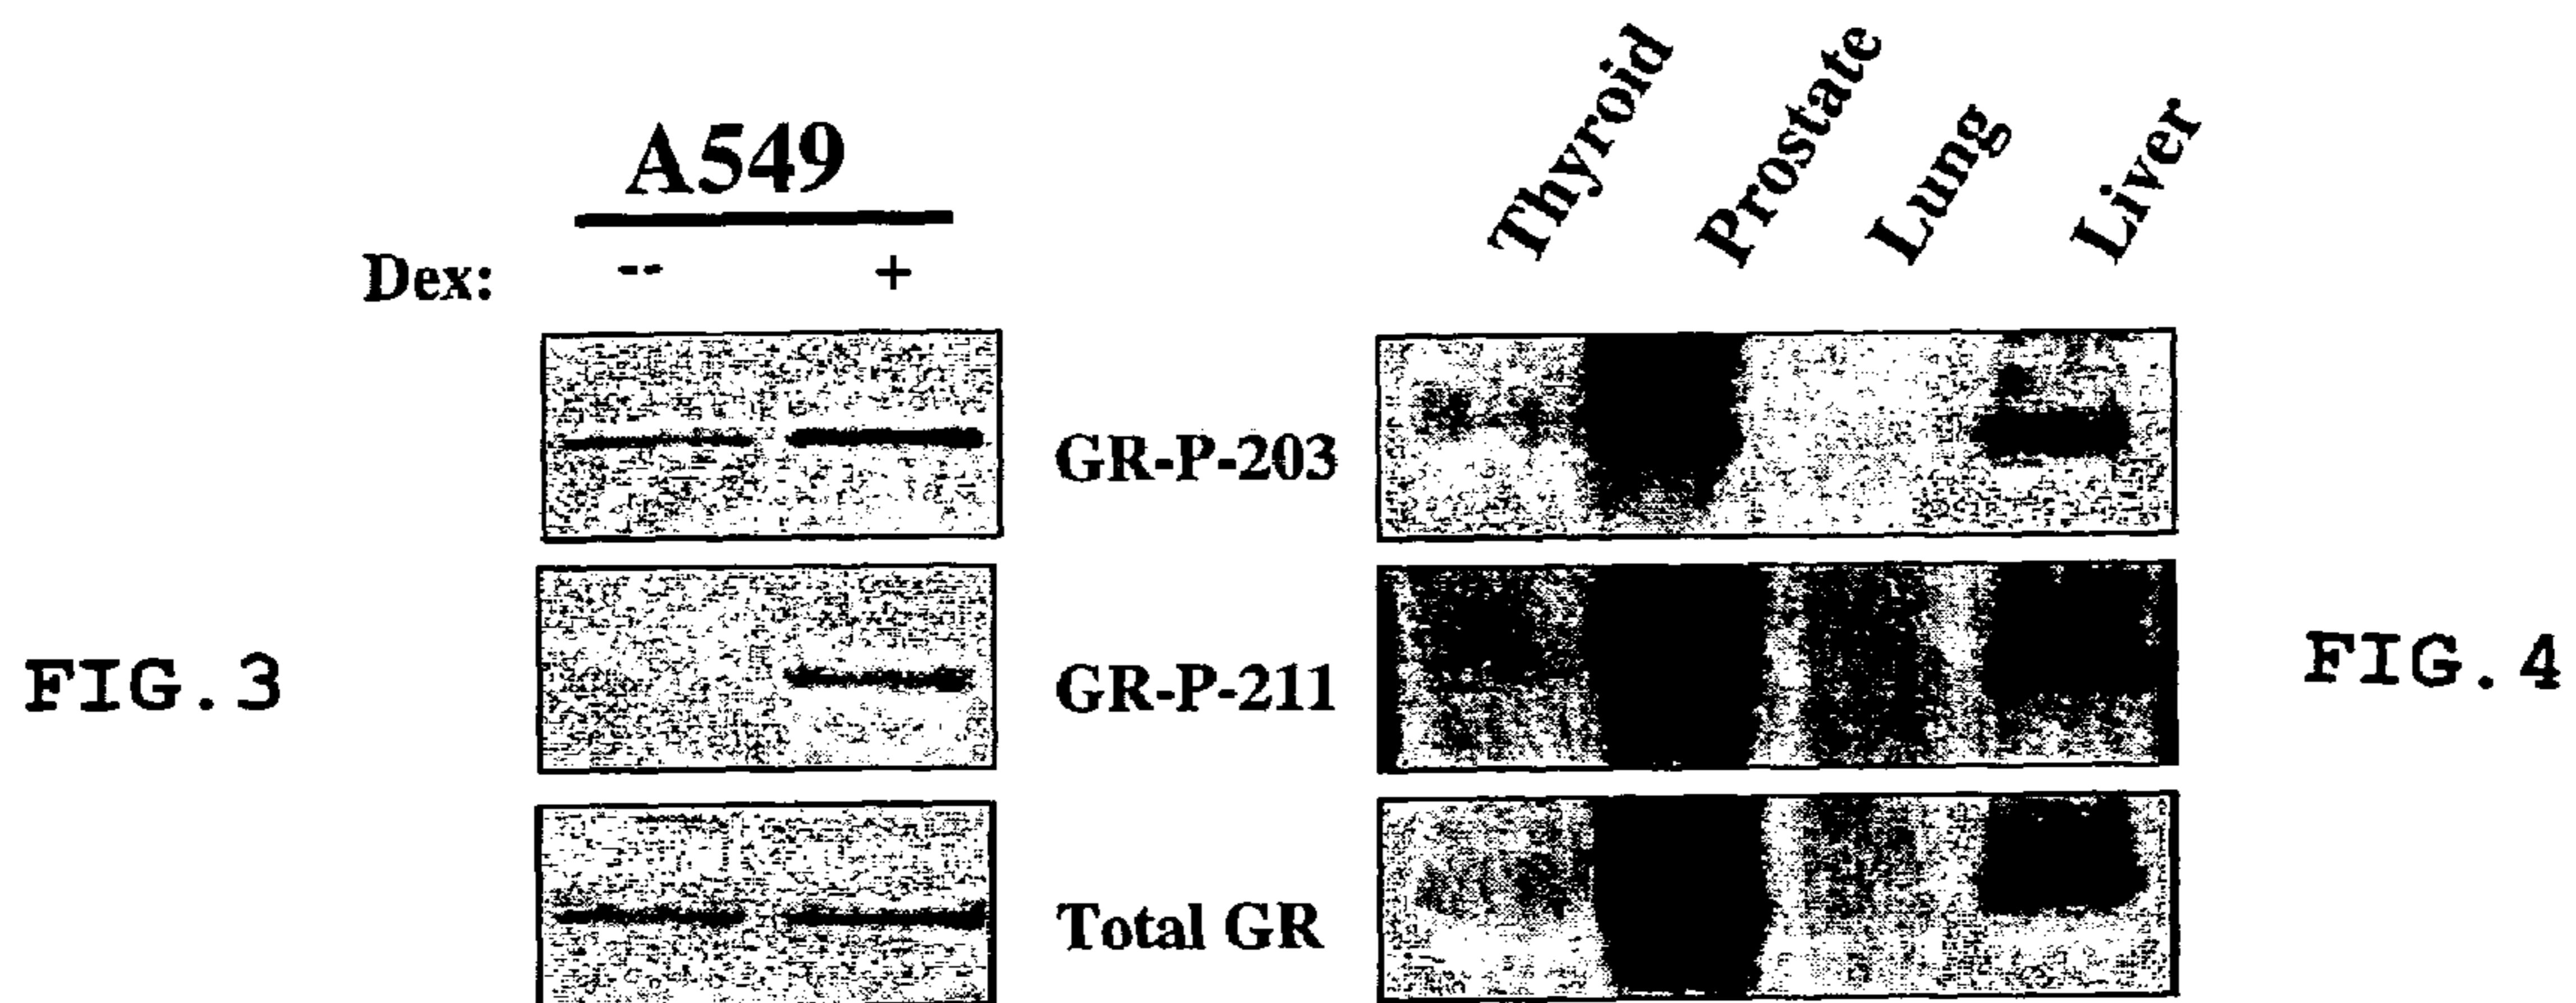 A549
Dex: -- +
Thyroid
Prostate
Lung
Liver
GR-P-203
GR-P-211
Total GR
FIG.3
FIG.4